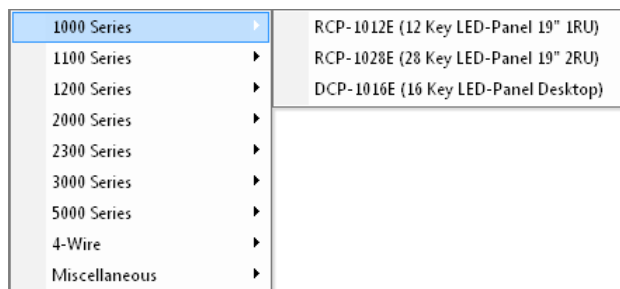 1000 Series
1100 Series
1200 Series
2000 Series
2300 Series
3000 Series
5000 Series
4-Wire
Miscellaneous
RCP-1012E (12 Key LED-Panel 19" 1RU)
RCP-1028E (28 Key LED-Panel 19" 2RU)
DCP-1016E (16 Key LED-Panel Desktop)